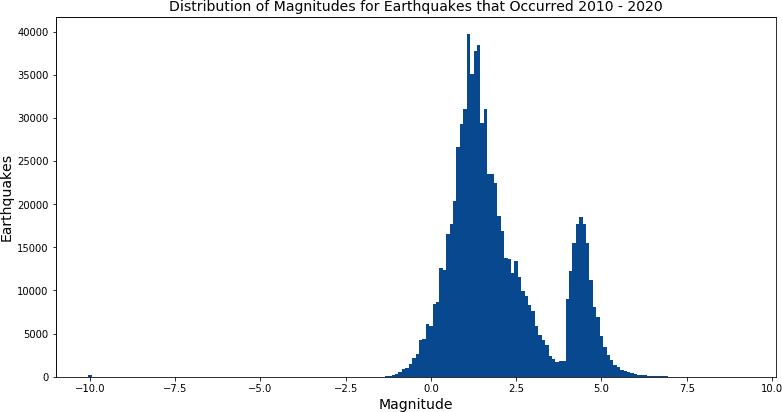 Distribution of Magnitudes for Earthquakes that Occurred 2010 - 2020
Earthquakes
40000
35000
30000
25000
20000
15000
10000
5000
0
−10.0 −7.5 −5.0 −2.5 0.0 2.5 5.0 7.5 10.0
Magnitude